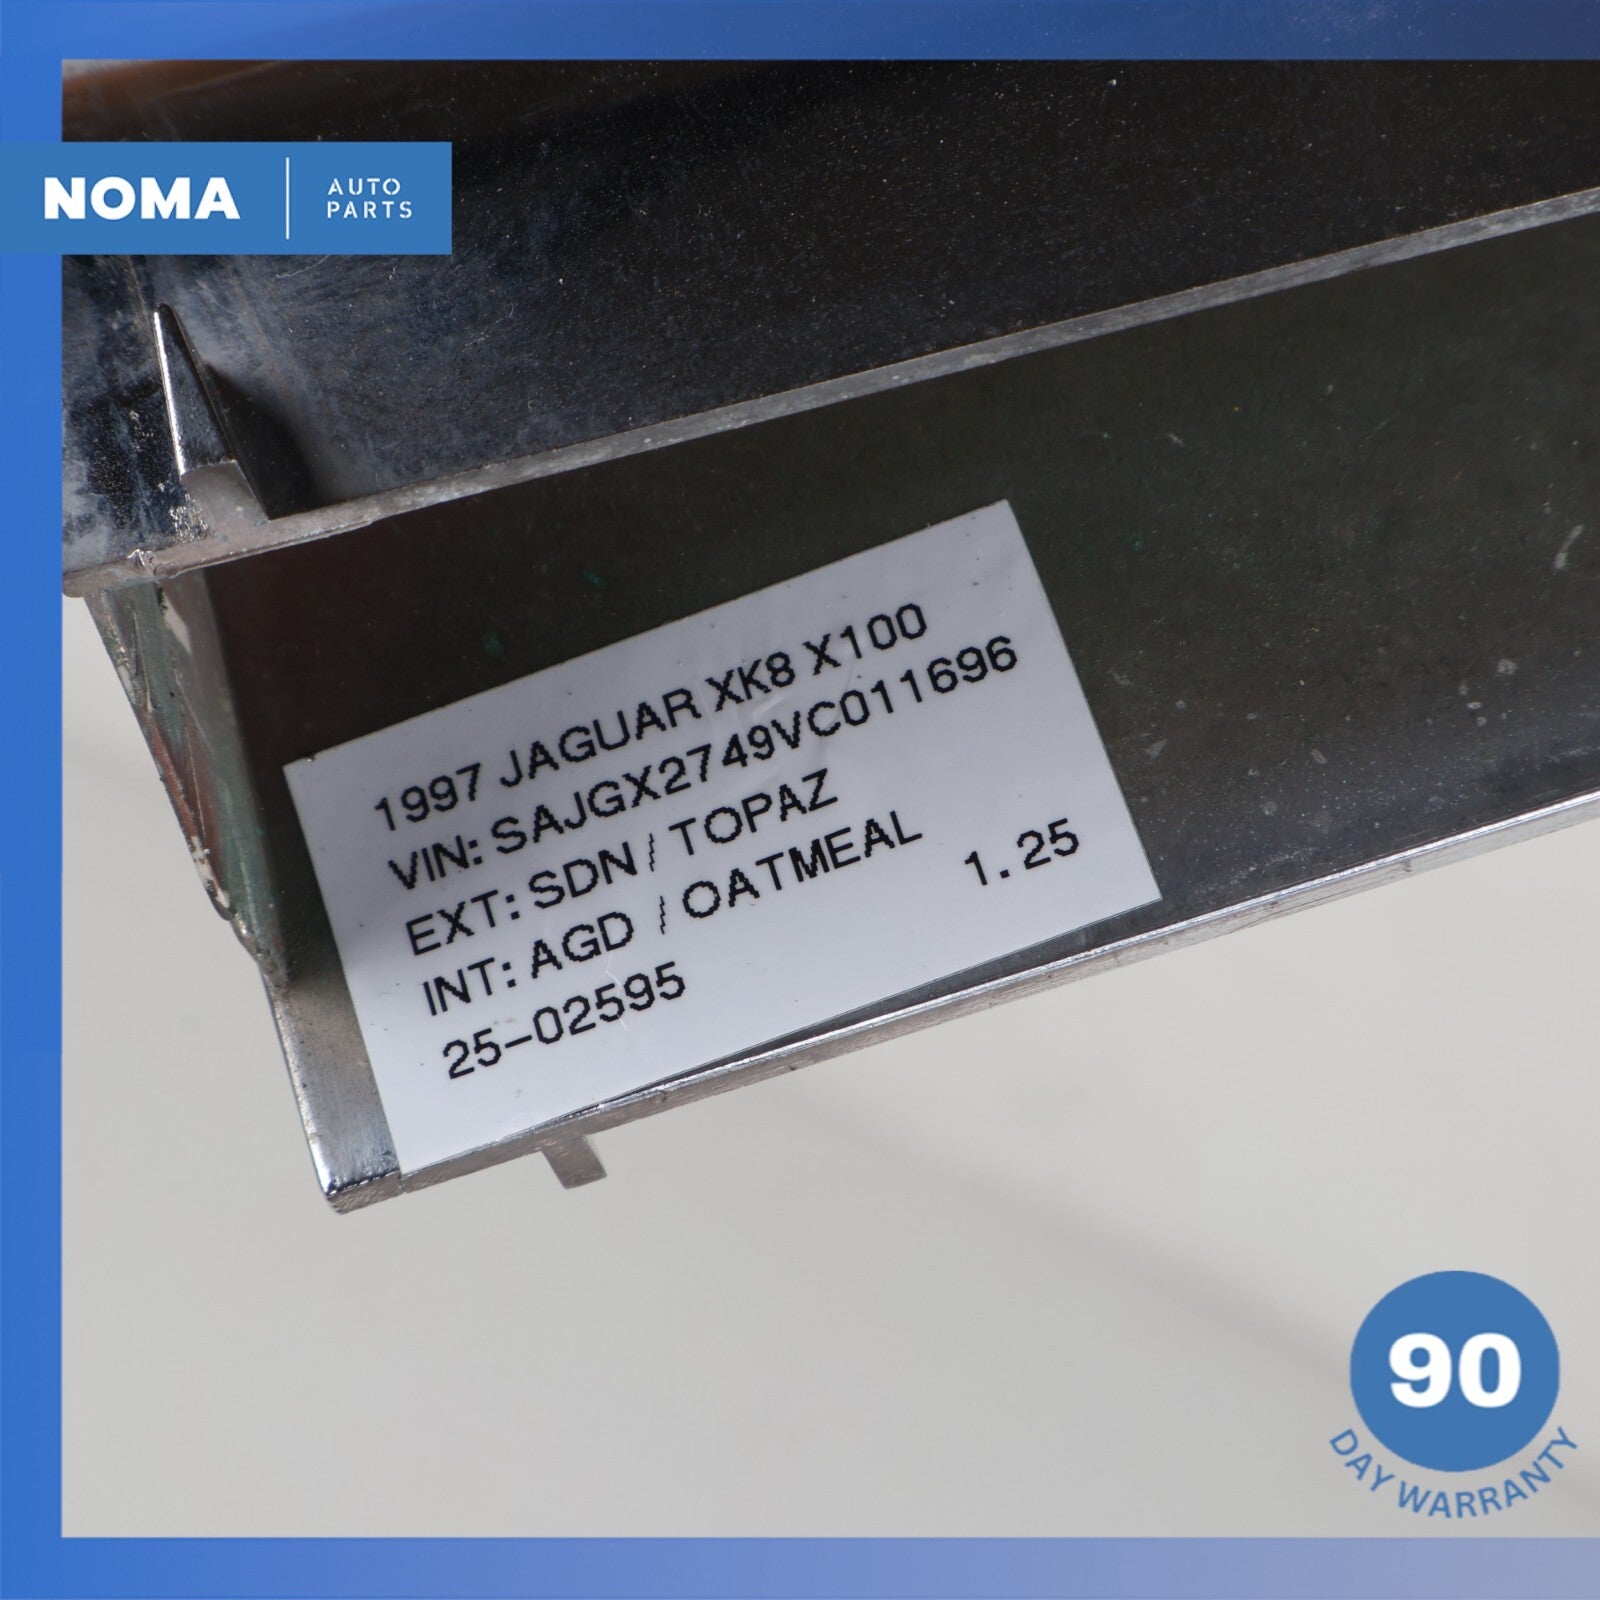 NOMA
AUTO
PARTS
1997 JAGUAR XK8 X100
VIN: SAJGX2749VC011696
EXT: SDN / TOPAZ
INT: AGD / OATMEAL
25-02595 1.25
90
DAY WARRANTY